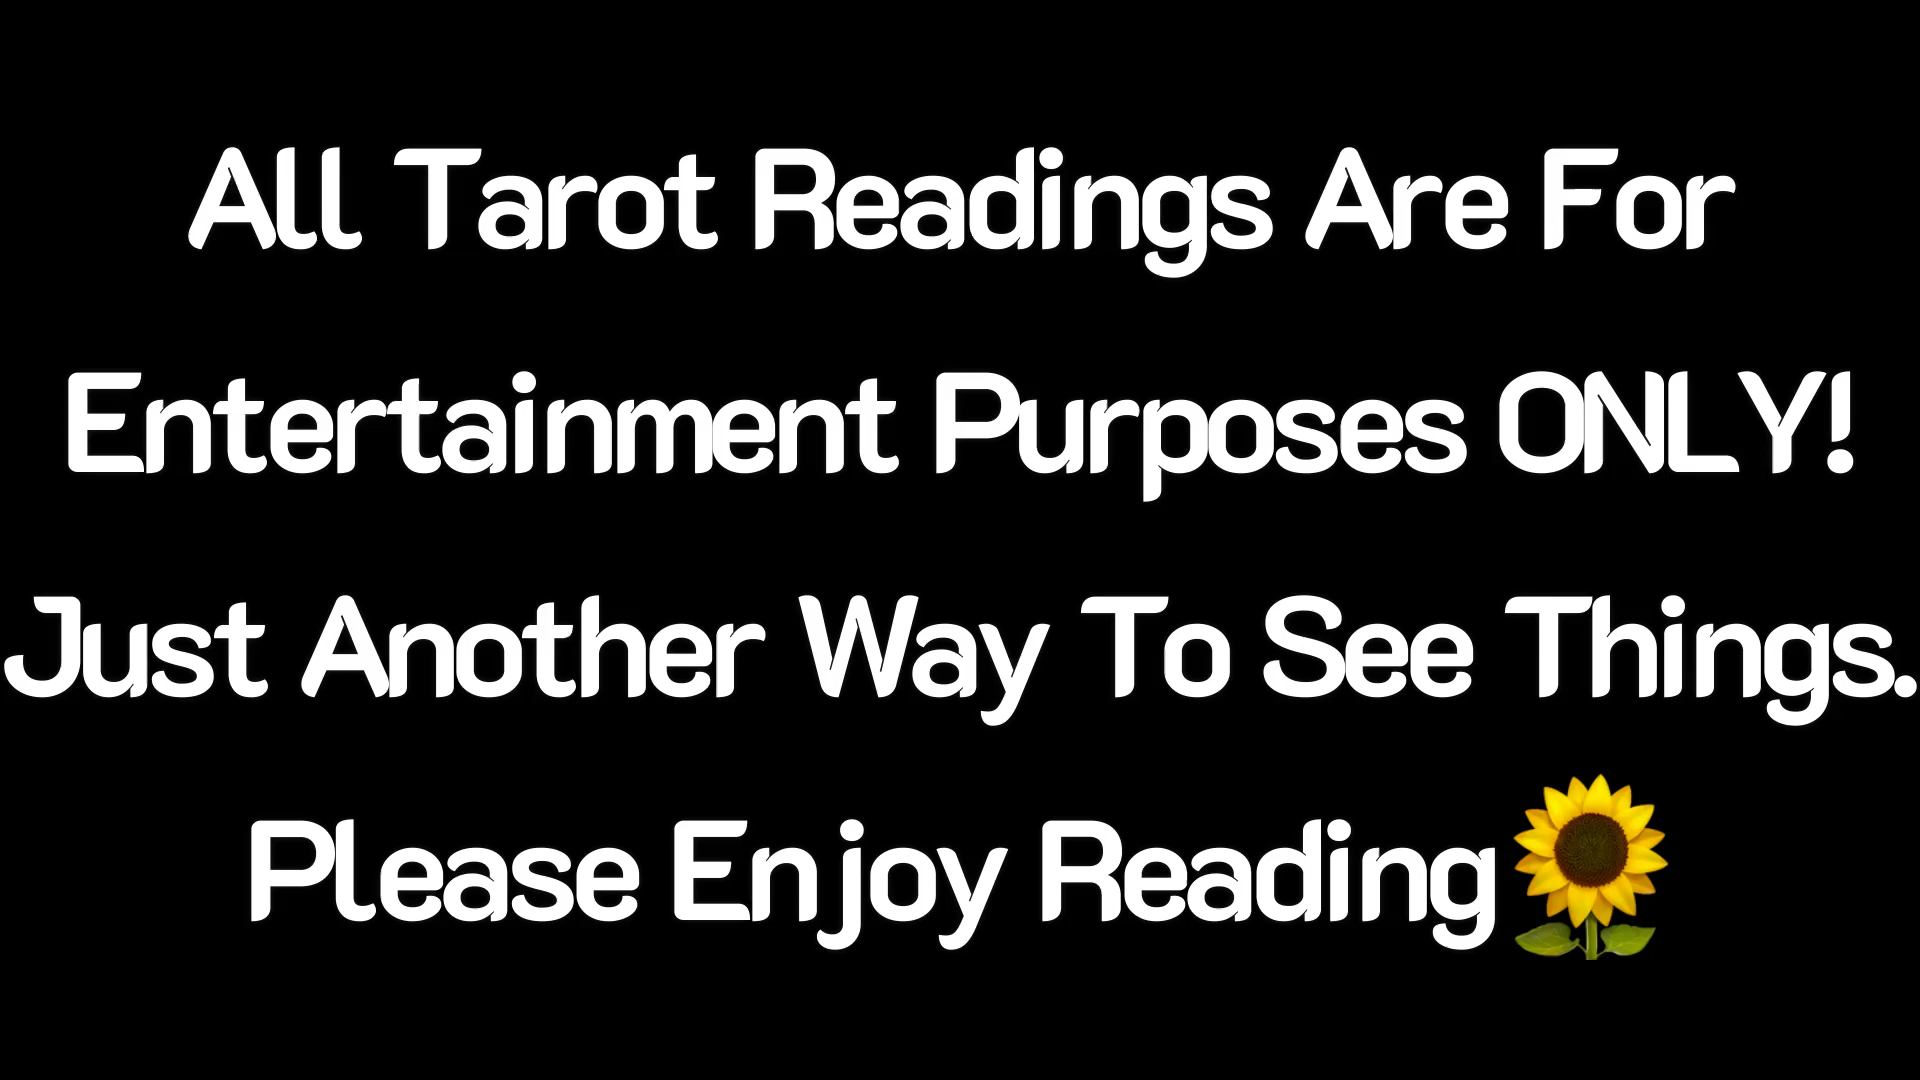 All Tarot Readings Are For
Entertainment Purposes ONLY!
Just Another Way To See Things.
Please Enjoy Reading🌻